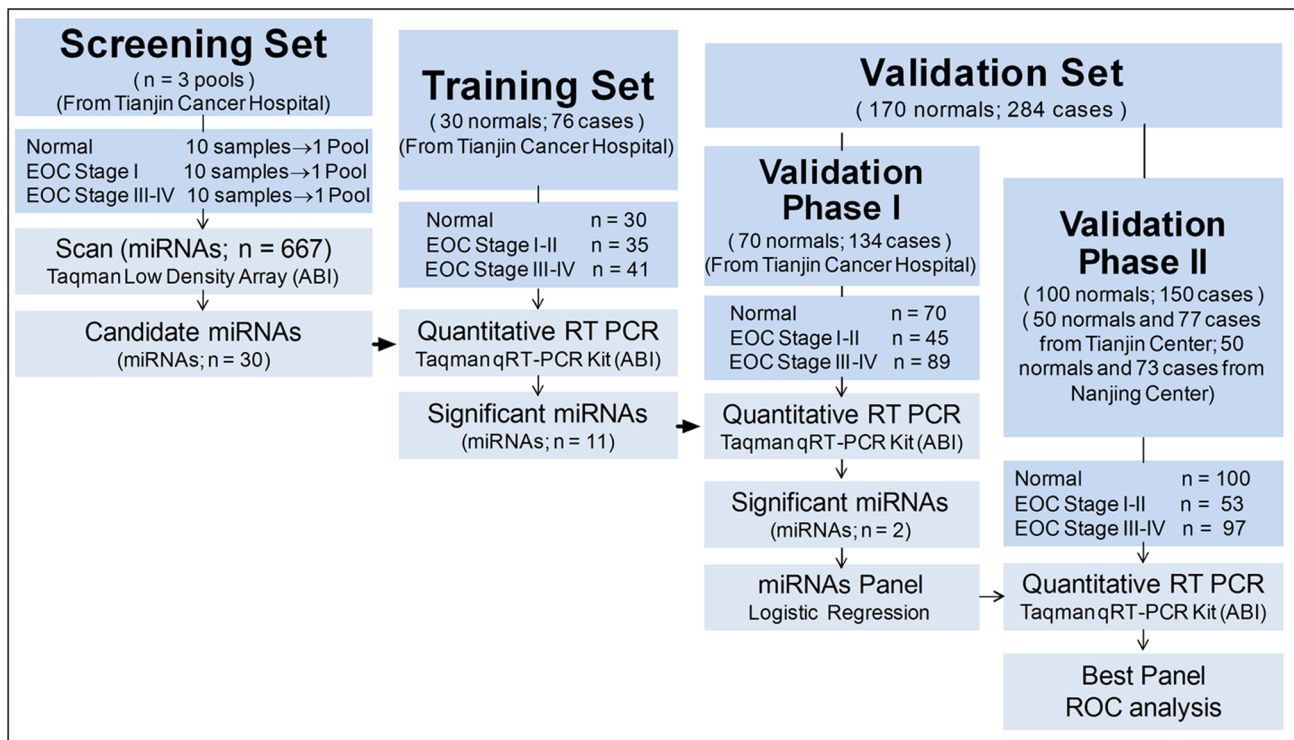 Screening Set
( n = 3 pools )
(From Tianjin Cancer Hospital)
Normal 10 samples→1 Pool
EOC Stage I 10 samples→1 Pool
EOC Stage III-IV 10 samples→1 Pool
Scan (miRNAs; n = 667)
Taqman Low Density Array (ABI)
Candidate miRNAs
(miRNAs; n = 30)
Training Set
( 30 normals; 76 cases )
(From Tianjin Cancer Hospital)
Normal n = 30
EOC Stage I-II n = 35
EOC Stage III-IV n = 41
Quantitative RT PCR
Taqman qRT-PCR Kit (ABI)
Significant miRNAs
(miRNAs; n = 11)
Validation Set
( 170 normals; 284 cases )
Validation
Phase I
(70 normals; 134 cases)
(From Tianjin Cancer Hospital)
Normal n = 70
EOC Stage I-II n = 45
EOC Stage III-IV n = 89
Quantitative RT PCR
Taqman qRT-PCR Kit (ABI)
Significant miRNAs
(miRNAs; n = 2)
miRNAs Panel
Logistic Regression
Validation
Phase II
( 100 normals; 150 cases )
( 50 normals and 77 cases
from Tianjin Center; 50
normals and 73 cases from
Nanjing Center)
Normal n = 100
EOC Stage I-II n = 53
EOC Stage III-IV n = 97
Quantitative RT PCR
Taqman qRT-PCR Kit (ABI)
Best Panel
ROC analysis